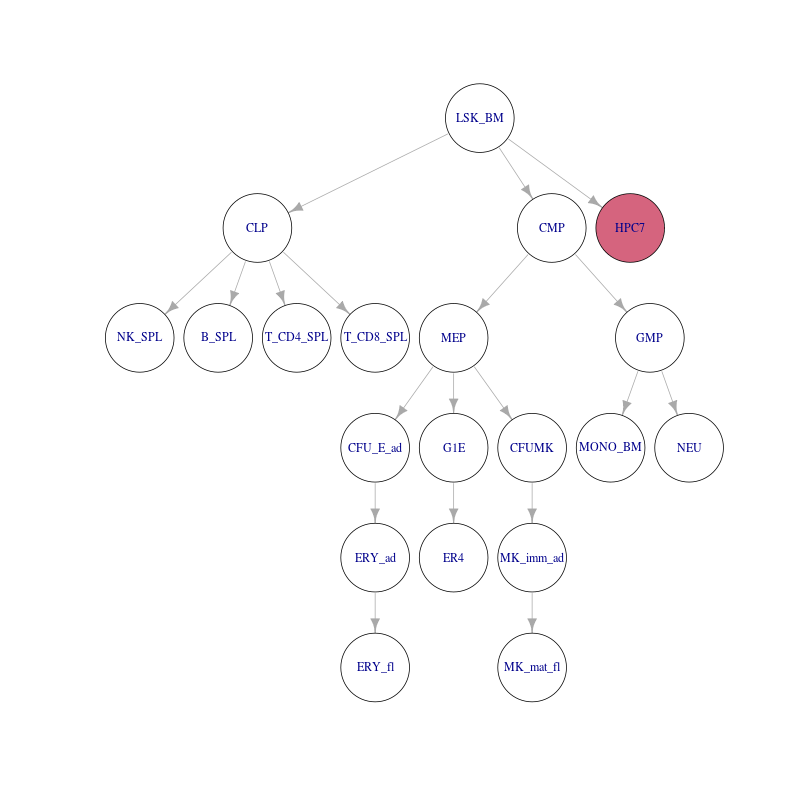 LSK_BM
CLP
CMP
HPC7
NK_SPL
B_SPL
T_CD4_SPL
T_CD8_SPL
MEP
GMP
CFU_E_ad
G1E
CFUMK
MONO_BM
NEU
ERY_ad
ER4
MK_imm_ad
ERY_fl
MK_mat_fl